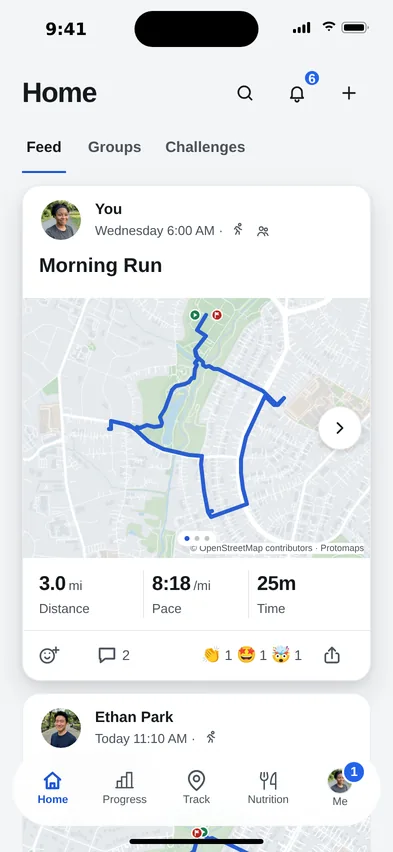 9:41
Home
6
Feed Groups Challenges
You
Wednesday 6:00 AM ·
Morning Run
© OpenStreetMap contributors · Protomaps
3.0 mi 8:18 /mi 25m
Distance Pace Time
2 👏 1 🤩 1 🤯 1
Ethan Park
Today 11:10 AM ·
1
Home Progress Track Nutrition Me